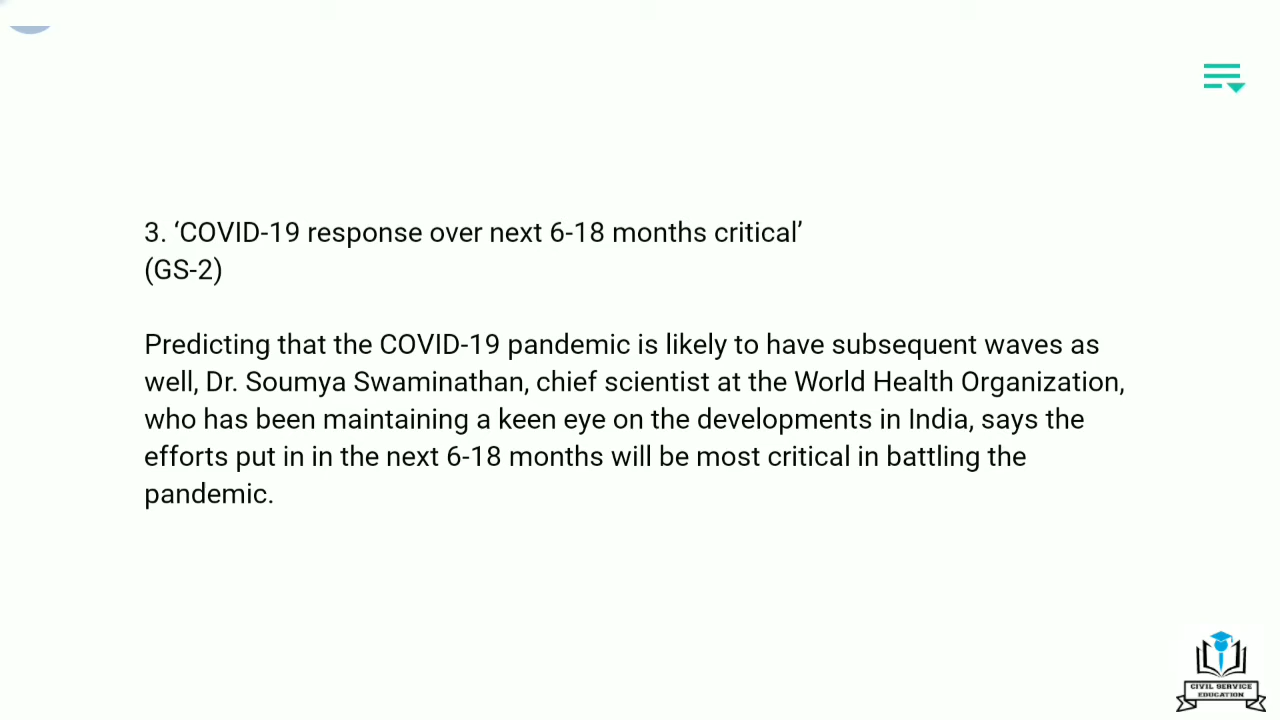 3. ‘COVID-19 response over next 6-18 months critical’
(GS-2)
Predicting that the COVID-19 pandemic is likely to have subsequent waves as
well, Dr. Soumya Swaminathan, chief scientist at the World Health Organization,
who has been maintaining a keen eye on the developments in India, says the
efforts put in in the next 6-18 months will be most critical in battling the
pandemic.
CIVIL SERVICE
EDUCATION